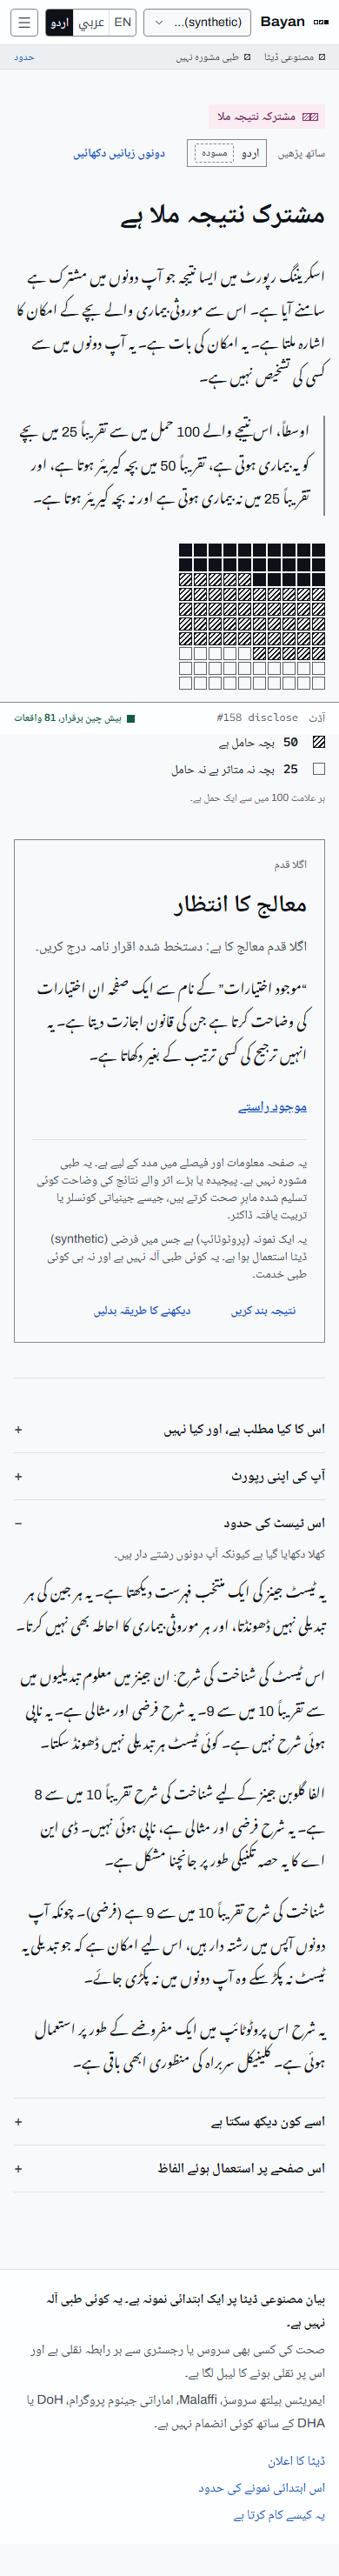 Bayan
(synthetic)...
EN
عربي
اردو
مصنوعی ڈیٹا
طبی مشورہ نہیں
حدود
مشترکہ نتیجہ ملا
ساتھ پڑھیں
اردو
مسودہ
دونوں زبانیں دکھائیں
مشترک نتیجہ ملا ہے
اسکریننگ رپورٹ میں ایسا نتیجہ جو آپ دونوں میں مشترک ہے
سامنے آیا ہے۔ اس سے موروثی بیماری والے بچے کے امکان کا
اشارہ ملتا ہے۔ یہ امکان کی بات ہے۔ یہ آپ دونوں میں سے
کسی کی تشخیص نہیں ہے۔
اوسطاً، اس نتیجے والے 100 حمل میں سے تقریباً 25 میں بچے
کو یہ بیماری ہوتی ہے، تقریباً 50 میں بچہ کیریئر ہوتا ہے، اور
تقریباً 25 میں نہ بیماری ہوتی ہے اور نہ بچہ کیریئر ہوتا ہے۔
آڈٹ
#158 disclose
ہیش چین برقرار، 81 واقعات
50 بچہ حامل ہے
25 بچہ نہ متاثر ہے نہ حامل
ہر علامت 100 میں سے ایک حمل ہے۔
اگلا قدم
معالج کا انتظار
اگلا قدم معالج کا ہے: دستخط شدہ اقرار نامہ درج کریں۔
"موجود اختیارات" کے نام سے ایک صفحہ ان اختیارات
کی وضاحت کرتا ہے جن کی قانون اجازت دیتا ہے۔ یہ
انہیں ترجیح کی کسی ترتیب کے بغیر دکھاتا ہے۔
موجود راستے
یہ صفحہ معلومات اور فیصلے میں مدد کے لیے ہے۔ یہ طبی
مشورہ نہیں ہے۔ پیچیدہ یا بڑے اثر والے نتائج کی وضاحت کوئی
تسلیم شدہ ماہرِ صحت کرتے ہیں، جیسے جینیاتی کونسلر یا
تربیت یافتہ ڈاکٹر۔
یہ ایک نمونہ (پروٹوٹائپ) ہے جس میں فرضی (synthetic)
ڈیٹا استعمال ہوا ہے۔ یہ کوئی طبی آلہ نہیں ہے اور نہ ہی کوئی
طبی خدمت۔
نتیجہ بند کریں
دیکھنے کا طریقہ بدلیں
اس کا کیا مطلب ہے، اور کیا نہیں
آپ کی اپنی رپورٹ
اس ٹیسٹ کی حدود
کھلا دکھایا گیا ہے کیونکہ آپ دونوں رشتے دار ہیں۔
یہ ٹیسٹ جینز کی ایک منتخب فہرست دیکھتا ہے۔ یہ ہر جین کی ہر
تبدیلی نہیں ڈھونڈتا، اور ہر موروثی بیماری کا احاطہ بھی نہیں کرتا۔
اس ٹیسٹ کی شناخت کی شرح: ان جینز میں معلوم تبدیلیوں میں
سے تقریباً 10 میں سے 9۔ یہ شرح فرضی اور مثالی ہے۔ یہ ناپی
ہوئی شرح نہیں ہے۔ کوئی ٹیسٹ ہر تبدیلی نہیں ڈھونڈ سکتا۔
الفا گلوبن جینز کے لیے شناخت کی شرح تقریباً 10 میں سے 8
ہے۔ یہ شرح فرضی اور مثالی ہے، ناپی ہوئی نہیں۔ ڈی این
اے کا یہ حصہ تکنیکی طور پر جانچنا مشکل ہے۔
شناخت کی شرح تقریباً 10 میں سے 9 ہے (فرضی)۔ چونکہ آپ
دونوں آپس میں رشتہ دار ہیں، اس لیے امکان ہے کہ جو تبدیلی یہ
ٹیسٹ نہ پکڑ سکے وہ آپ دونوں میں نہ پکڑی جائے۔
یہ شرح اس پروٹوٹائپ میں ایک مفروضے کے طور پر استعمال
ہوئی ہے۔ کلینیکل سربراہ کی منظوری ابھی باقی ہے۔
اسے کون دیکھ سکتا ہے
اس صفحے پر استعمال ہوئے الفاظ
بیان مصنوعی ڈیٹا پر ایک ابتدائی نمونہ ہے۔ یہ کوئی طبی آلہ
نہیں ہے۔
صحت کی کسی بھی سروس یا رجسٹری سے ہر رابطہ نقلی ہے اور
اس پر نقلی ہونے کا لیبل لگا ہے۔
ایمریٹس ہیلتھ سروسز، Malaffi، اماراتی جینوم پروگرام، DoH یا
DHA کے ساتھ کوئی انضمام نہیں ہے۔
ڈیٹا کا اعلان
اس ابتدائی نمونے کی حدود
یہ کیسے کام کرتا ہے